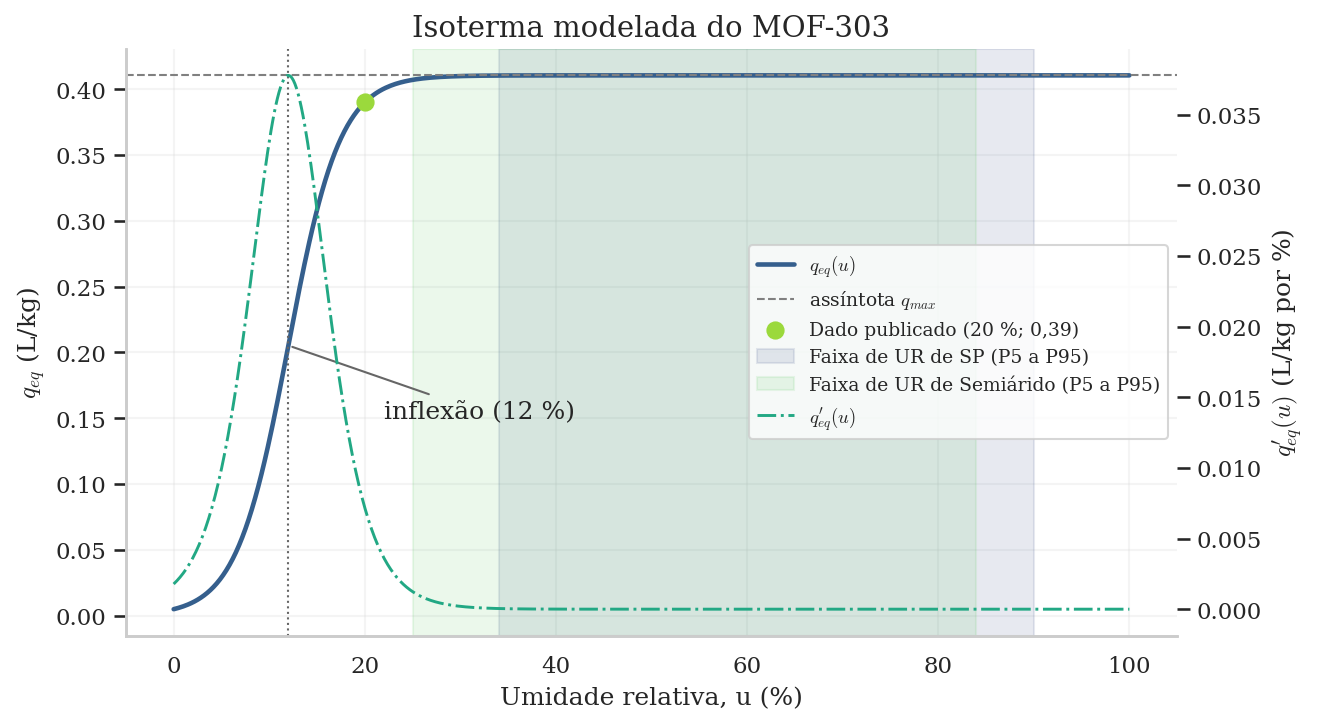 Isoterma modelada do MOF-303
0.40
0.35
0.30
0.25
0.20
0.15
0.10
0.05
0.00
q_eq (L/kg)
inflexão (12 %)
q_eq(u)
assíntota q_max
Dado publicado (20 %; 0,39)
Faixa de UR de SP (P5 a P95)
Faixa de UR de Semiárido (P5 a P95)
q′_eq(u)
0.035
0.030
0.025
0.020
0.015
0.010
0.005
0.000
q′_eq(u) (L/kg por %)
0 20 40 60 80 100
Umidade relativa, u (%)